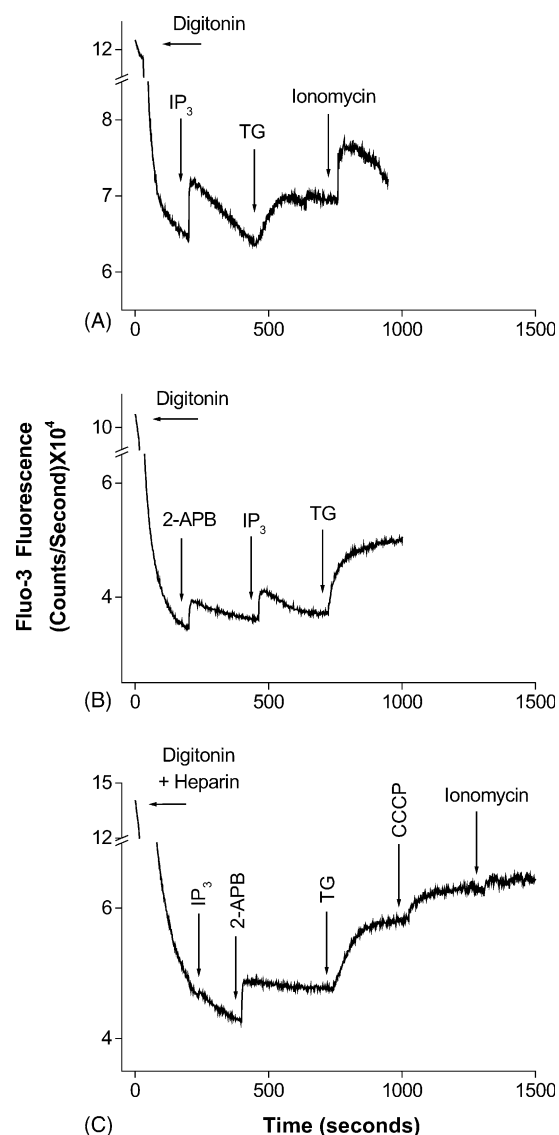 Digitonin
12
IP3
Ionomycin
TG
8
7
6
(A)
0
500
1000
1500
Fluo-3 Fluorescence
(Counts/Second)X10^4
Digitonin
10
6
2-APB
IP3
TG
4
(B)
0
500
1000
1500
Digitonin
+ Heparin
15
12
IP3
2-APB
TG
CCCP
Ionomycin
6
4
(C)
0
500
1000
1500
Time (seconds)